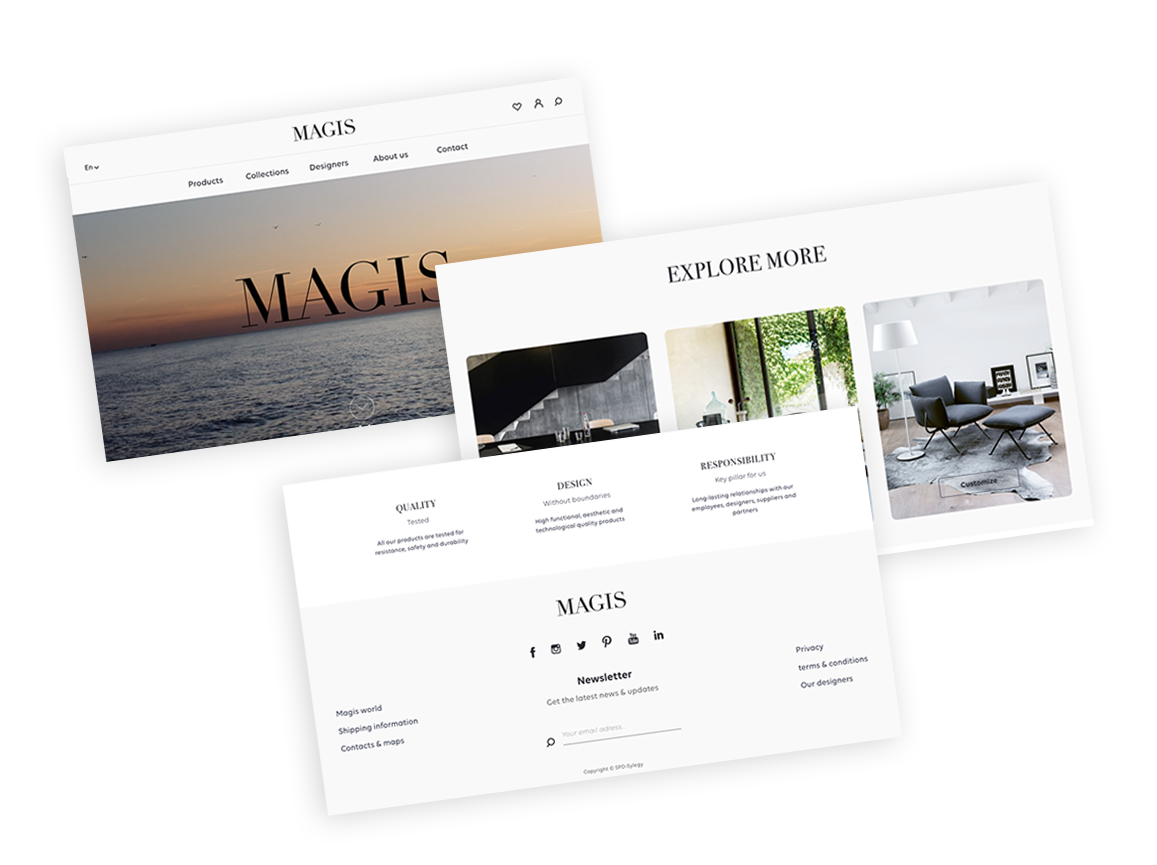 MAGIS
En
Products
Collections
Designers
About us
Contact
MAGIS
EXPLORE MORE
Customize
QUALITY
Tested
All our products are tested for
resistance, safety and durability
DESIGN
Without boundaries
High functional, aesthetic and
technological quality products
RESPONSIBILITY
Key pillar for us
Long-lasting relationships with our
employees, designers, suppliers and
partners
MAGIS
Newsletter
Get the latest news & updates
Your email adress...
Magis world
Shipping information
Contacts & maps
Privacy
terms & conditions
Our designers
Copyright © SPD-Sylegy